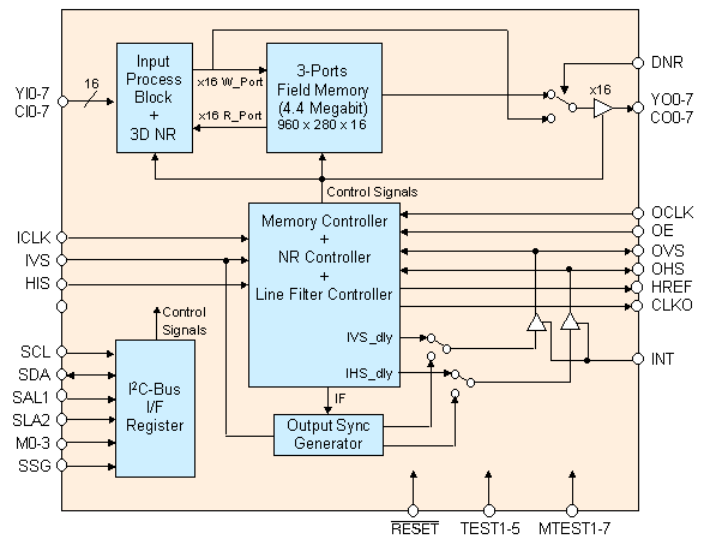 Input
Process
Block
+
3D NR
x16 W_Port
x16 R_Port
3-Ports
Field Memory
(4.4 Megabit)
960 x 280 x 16
DNR
16
x16
YI0-7
CI0-7
YO0-7
CO0-7
Control Signals
Memory Controller
+
NR Controller
+
Line Filter Controller
IVS_dly
IHS_dly
ICLK
IVS
HIS
OCLK
OE
OVS
OHS
HREF
CLKO
INT
Control
Signals
SCL
SDA
SAL1
SLA2
M0-3
SSG
I²C-Bus
I/F
Register
IF
Output Sync
Generator
RESET
TEST1-5
MTEST1-7